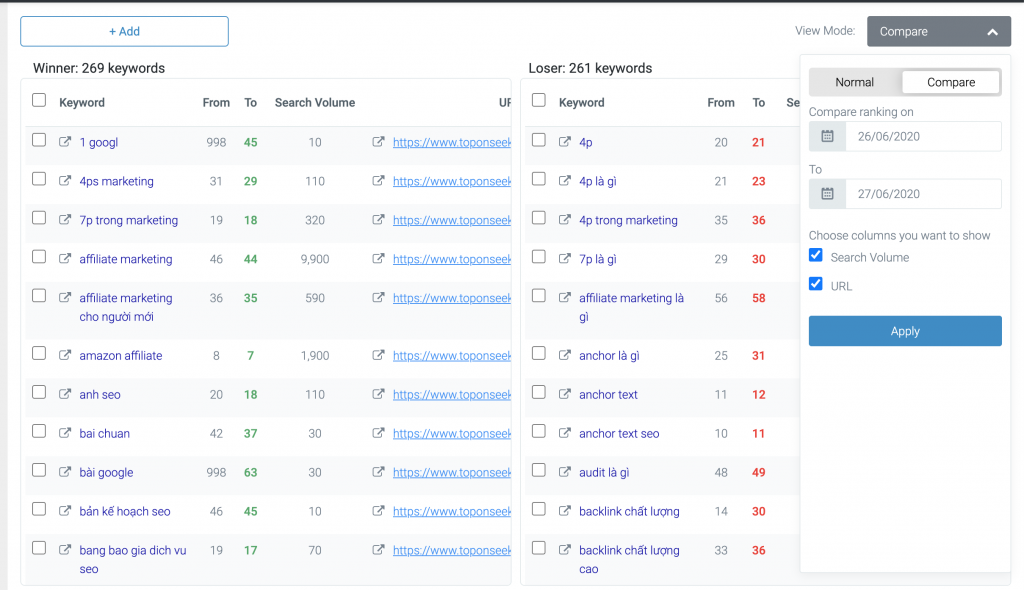 + Add
View Mode:
Compare
Winner: 269 keywords
Keyword From To Search Volume UR
1 googl 998 45 10 https://www.toponseek
4ps marketing 31 29 110 https://www.toponseek
7p trong marketing 19 18 320 https://www.toponseek
affiliate marketing 46 44 9,900 https://www.toponseek
affiliate marketing 36 35 590 https://www.toponseek
cho người mới
amazon affiliate 8 7 1,900 https://www.toponseek
anh seo 20 18 110 https://www.toponseek
bai chuan 42 37 30 https://www.toponseek
bài google 998 63 30 https://www.toponseek
bản kế hoạch seo 46 45 10 https://www.toponseek
bang bao gia dich vu 19 17 70 https://www.toponseek
seo
Loser: 261 keywords
Keyword From To Se
4p 20 21
4p là gì 21 23
4p trong marketing 35 36
7p là gì 29 30
affiliate marketing là 56 58
gì
anchor là gì 25 31
anchor text 11 12
anchor text seo 10 11
audit là gì 48 49
backlink chất lượng 14 30
backlink chất lượng 33 36
cao
Normal Compare
Compare ranking on
26/06/2020
To
27/06/2020
Choose columns you want to show
Search Volume
URL
Apply